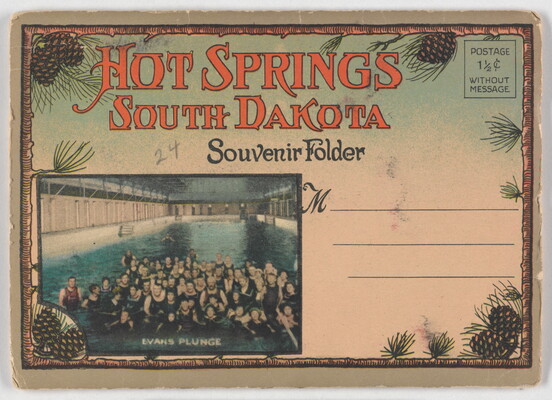 HOT SPRINGS
SOUTH DAKOTA
Souvenir Folder
POSTAGE
1½¢
WITHOUT
MESSAGE
24
M
EVANS PLUNGE